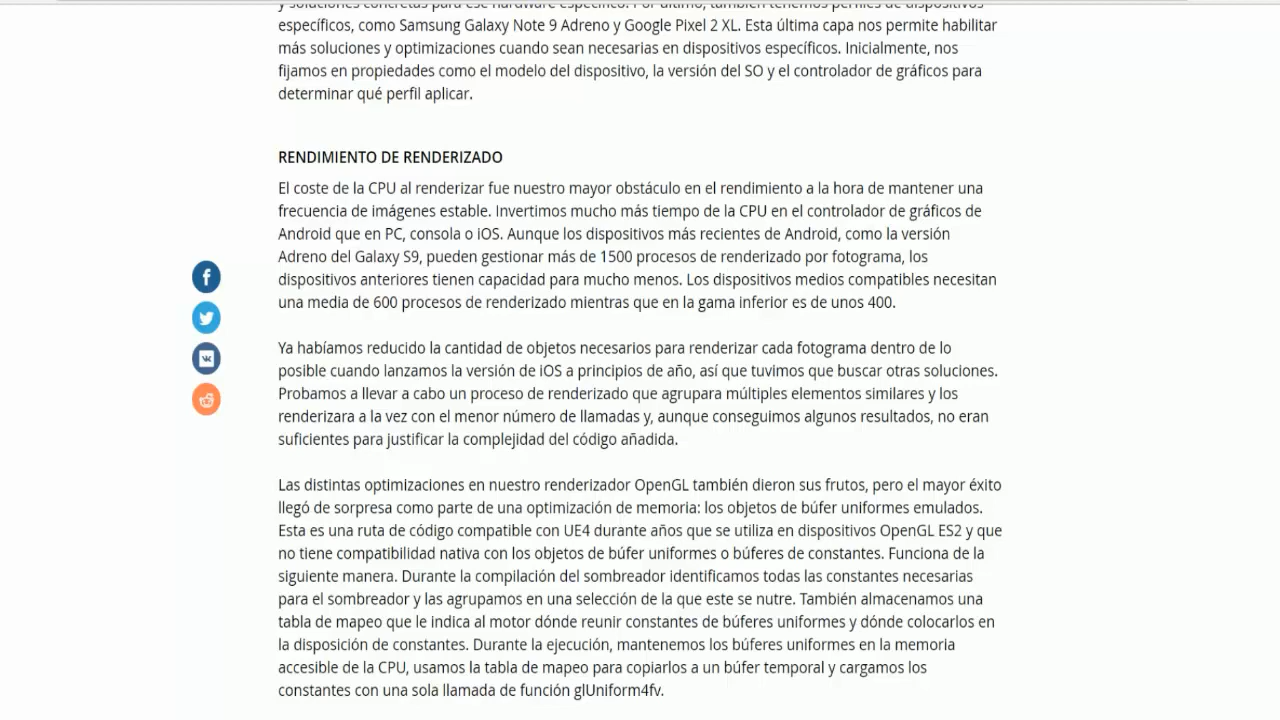 y soluciones concretas para ese hardware específico. Por último, también tenemos perfiles de dispositivos
específicos, como Samsung Galaxy Note 9 Adreno y Google Pixel 2 XL. Esta última capa nos permite habilitar
más soluciones y optimizaciones cuando sean necesarias en dispositivos específicos. Inicialmente, nos
fijamos en propiedades como el modelo del dispositivo, la versión del SO y el controlador de gráficos para
determinar qué perfil aplicar.
RENDIMIENTO DE RENDERIZADO
El coste de la CPU al renderizar fue nuestro mayor obstáculo en el rendimiento a la hora de mantener una
frecuencia de imágenes estable. Invertimos mucho más tiempo de la CPU en el controlador de gráficos de
Android que en PC, consola o iOS. Aunque los dispositivos más recientes de Android, como la versión
Adreno del Galaxy S9, pueden gestionar más de 1500 procesos de renderizado por fotograma, los
dispositivos anteriores tienen capacidad para mucho menos. Los dispositivos medios compatibles necesitan
una media de 600 procesos de renderizado mientras que en la gama inferior es de unos 400.
Ya habíamos reducido la cantidad de objetos necesarios para renderizar cada fotograma dentro de lo
posible cuando lanzamos la versión de iOS a principios de año, así que tuvimos que buscar otras soluciones.
Probamos a llevar a cabo un proceso de renderizado que agrupara múltiples elementos similares y los
renderizara a la vez con el menor número de llamadas y, aunque conseguimos algunos resultados, no eran
suficientes para justificar la complejidad del código añadida.
Las distintas optimizaciones en nuestro renderizador OpenGL también dieron sus frutos, pero el mayor éxito
llegó de sorpresa como parte de una optimización de memoria: los objetos de búfer uniformes emulados.
Esta es una ruta de código compatible con UE4 durante años que se utiliza en dispositivos OpenGL ES2 y que
no tiene compatibilidad nativa con los objetos de búfer uniformes o búferes de constantes. Funciona de la
siguiente manera. Durante la compilación del sombreador identificamos todas las constantes necesarias
para el sombreador y las agrupamos en una selección de la que este se nutre. También almacenamos una
tabla de mapeo que le indica al motor dónde reunir constantes de búferes uniformes y dónde colocarlos en
la disposición de constantes. Durante la ejecución, mantenemos los búferes uniformes en la memoria
accesible de la CPU, usamos la tabla de mapeo para copiarlos a un búfer temporal y cargamos los
constantes con una sola llamada de función glUniform4fv.